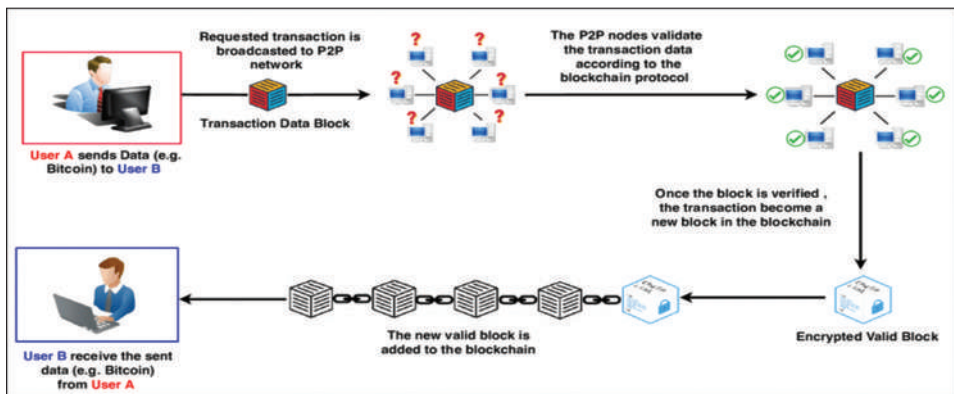 Requested transaction is
broadcasted to P2P
network
Transaction Data Block
User A sends Data (e.g.
Bitcoin) to User B
? ? ? ? ? ?
The P2P nodes validate
the transaction data
according to the
blockchain protocol
Once the block is verified ,
the transaction become a
new block in the blockchain
Encrypted Valid Block
The new valid block is
added to the blockchain
User B receive the sent
data (e.g. Bitcoin)
from User A